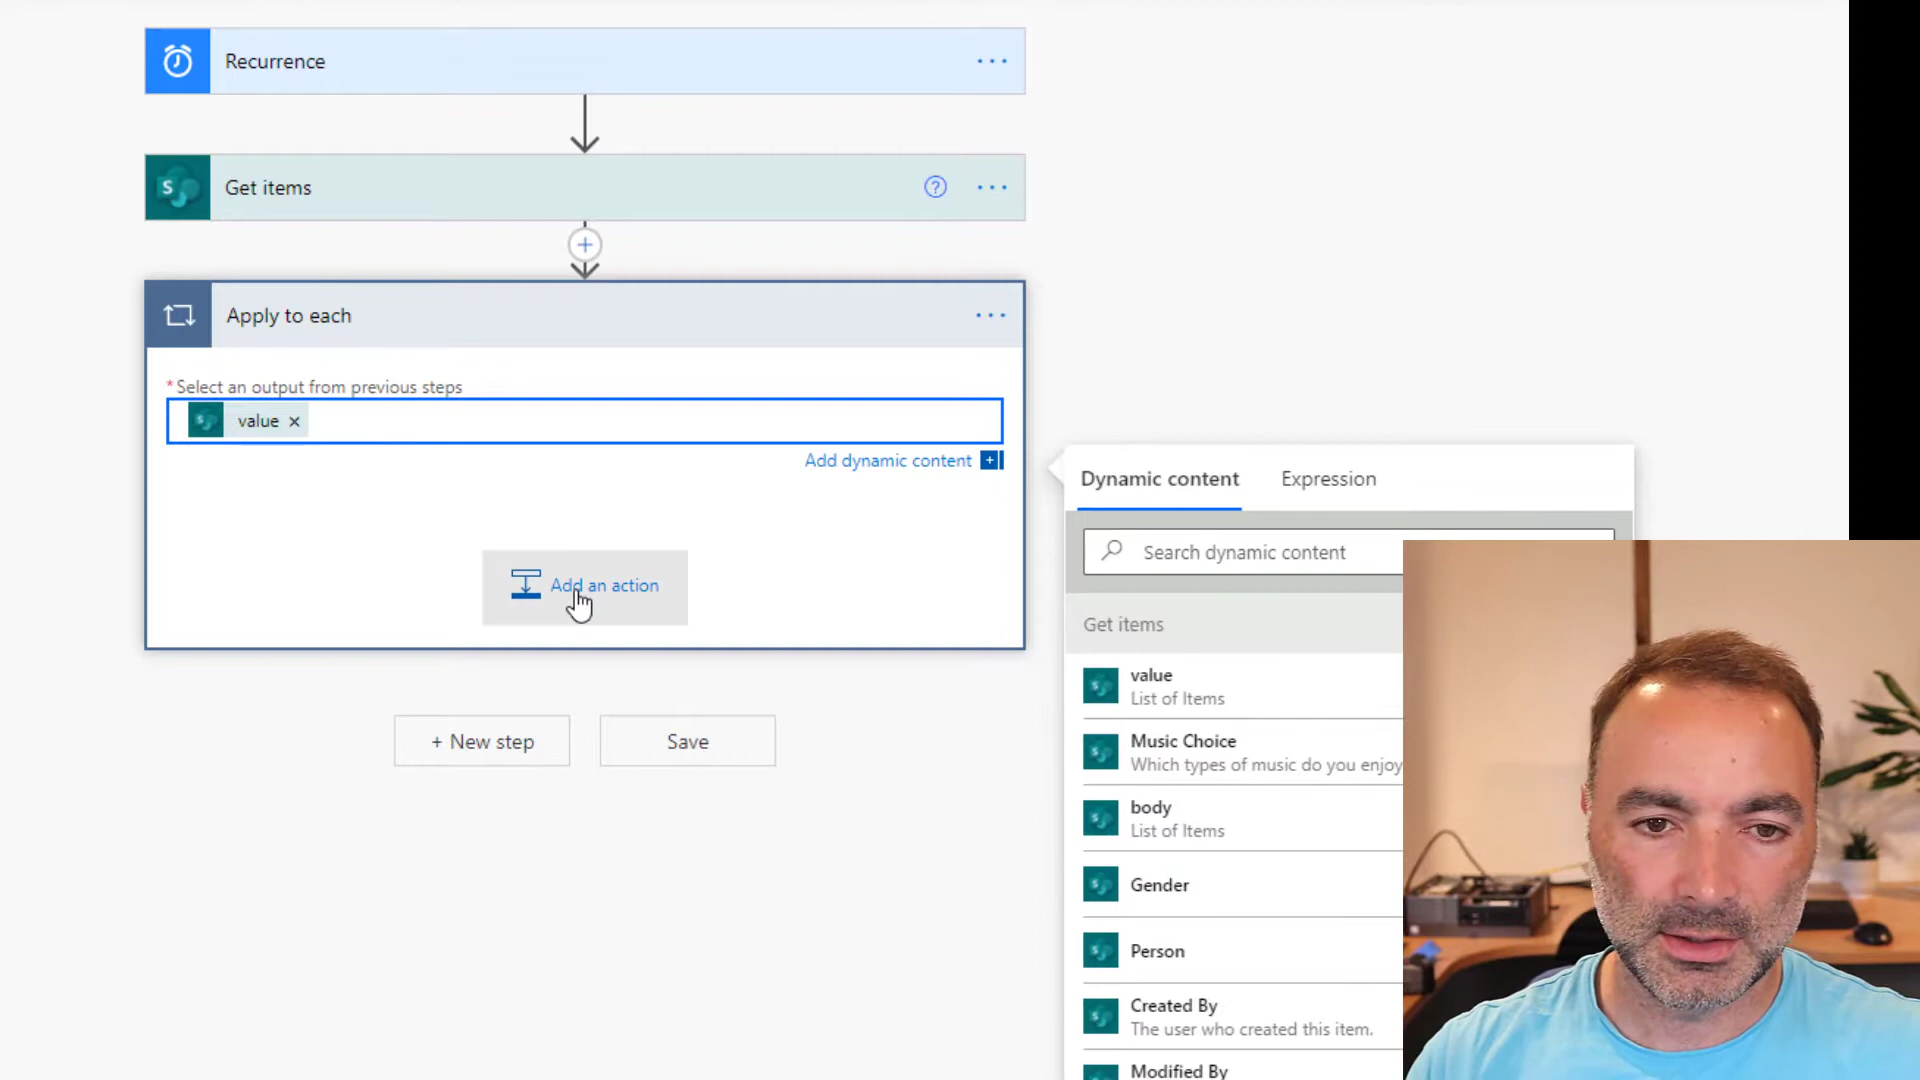 Recurrence
Get items
Apply to each
* Select an output from previous steps
value
Add dynamic content
Add an action
+ New step
Save
Dynamic content
Expression
Search dynamic content
Get items
value
List of Items
Music Choice
Which types of music do you enjoy
body
List of Items
Gender
Person
Created By
The user who created this item.
Modified By